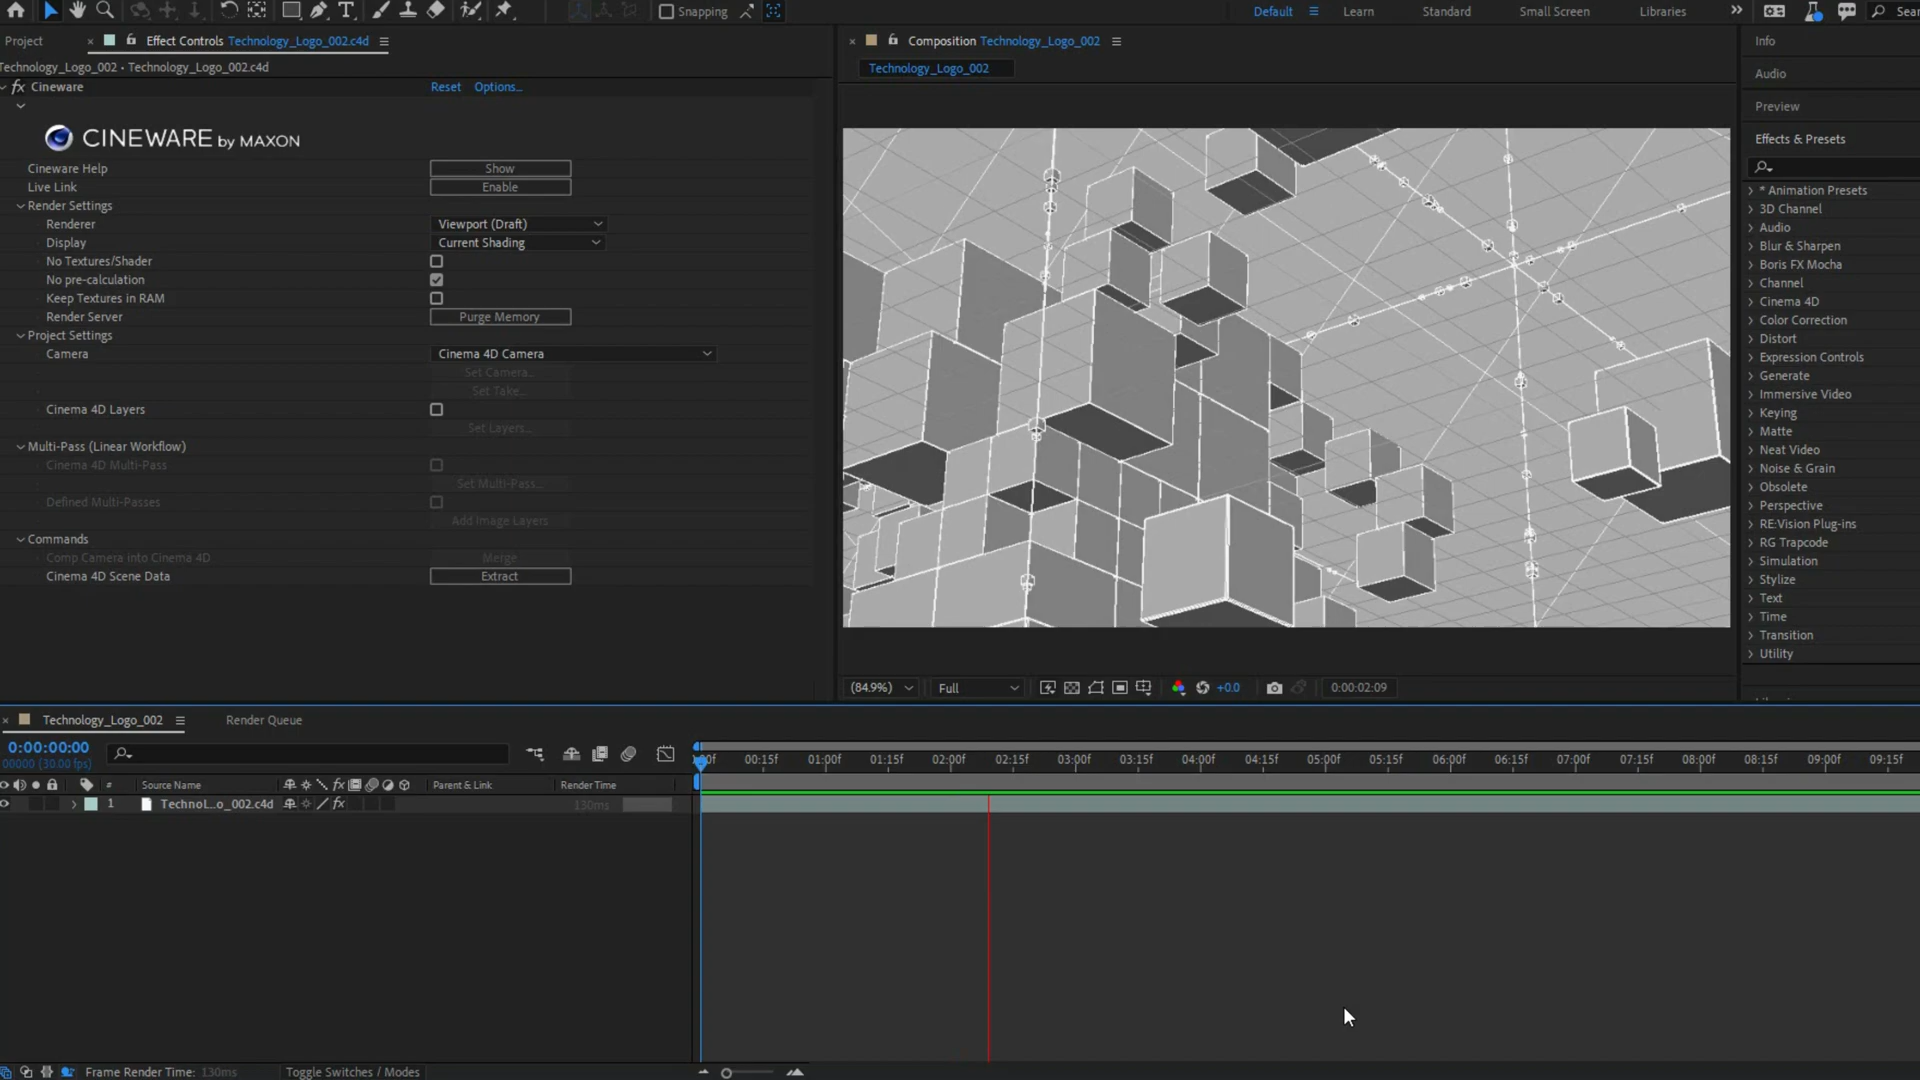 Snapping
Default
Learn
Standard
Small Screen
Libraries
Sear
Project
Effect Controls Technology_Logo_002.c4d
Technology_Logo_002 • Technology_Logo_002.c4d
fx Cineware
Reset
Options...
CINEWARE by MAXON
Cineware Help
Show
Live Link
Enable
Render Settings
Renderer
Viewport (Draft)
Display
Current Shading
No Textures/Shader
No pre-calculation
Keep Textures in RAM
Render Server
Purge Memory
Project Settings
Camera
Cinema 4D Camera
Set Camera...
Set Take...
Cinema 4D Layers
Set Layers...
Multi-Pass (Linear Workflow)
Cinema 4D Multi-Pass
Set Multi-Pass...
Defined Multi-Passes
Add Image Layers
Commands
Comp Camera into Cinema 4D
Merge
Cinema 4D Scene Data
Extract
Composition Technology_Logo_002
Technology_Logo_002
(84.9%)
Full
+0.0
0:00:02:09
Info
Audio
Preview
Effects & Presets
* Animation Presets
3D Channel
Audio
Blur & Sharpen
Boris FX Mocha
Channel
Cinema 4D
Color Correction
Distort
Expression Controls
Generate
Immersive Video
Keying
Matte
Neat Video
Noise & Grain
Obsolete
Perspective
RE:Vision Plug-ins
RG Trapcode
Simulation
Stylize
Text
Time
Transition
Utility
Technology_Logo_002
Render Queue
0:00:00:00
00000 (30.00 fps)
# Source Name
fx
Parent & Link
Render Time
00:15f 01:00f 01:15f 02:00f 02:15f 03:00f 03:15f 04:00f 04:15f 05:00f 05:15f 06:00f 06:15f 07:00f 07:15f 08:00f 08:15f 09:00f 09:15f
1 TechnoL...o_002.c4d
fx
130ms
Frame Render Time: 130ms
Toggle Switches / Modes